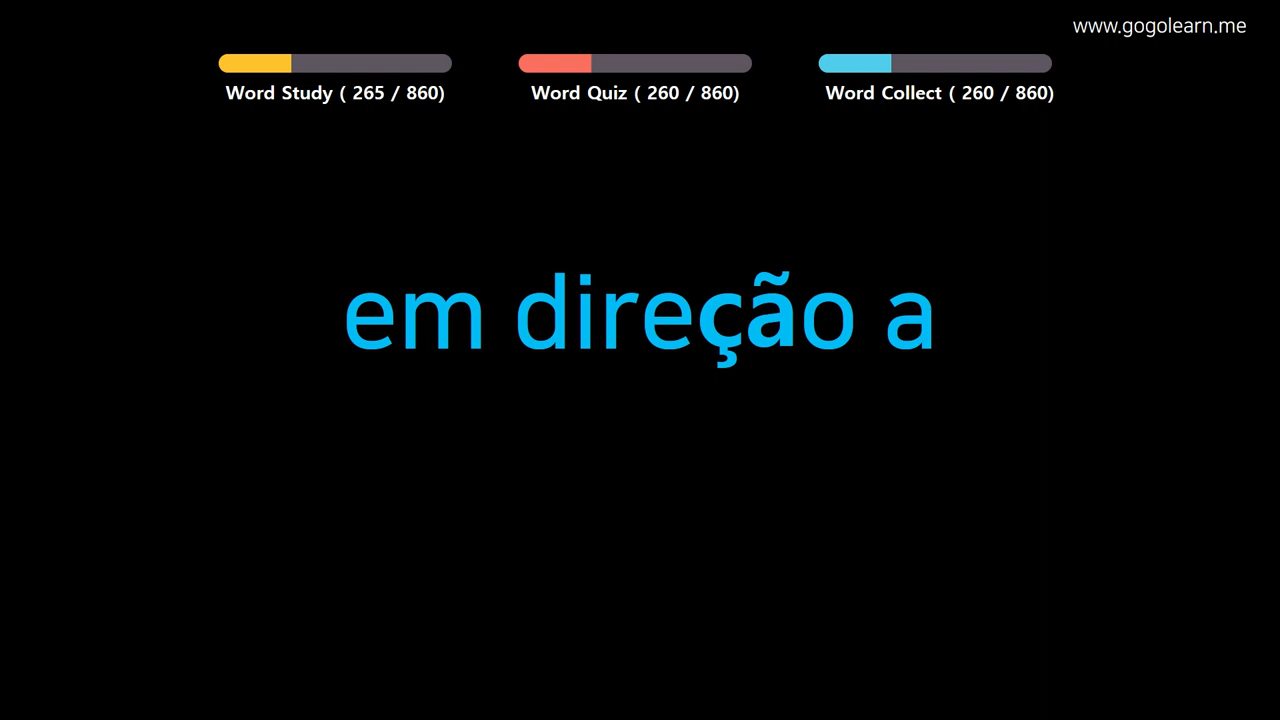 www.gogolearn.me
Word Study ( 265 / 860)
Word Quiz ( 260 / 860)
Word Collect ( 260 / 860)
em direção a